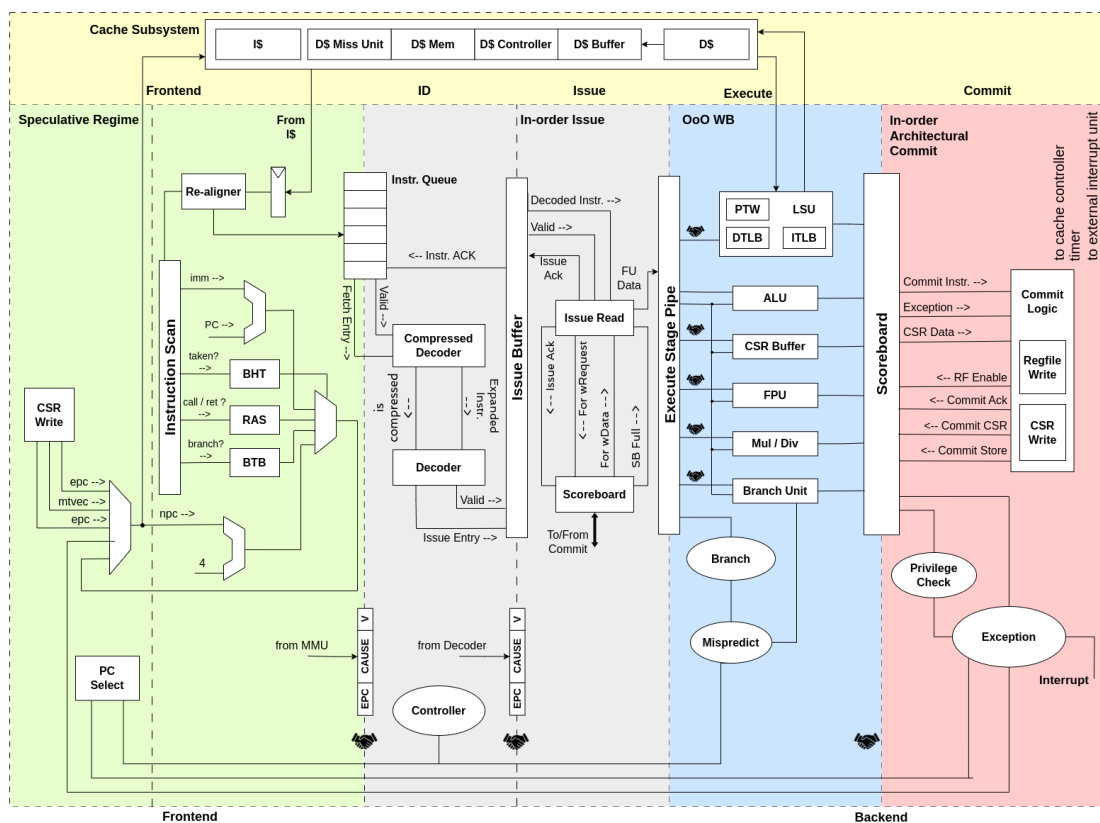 Cache Subsystem
I$
D$ Miss Unit
D$ Mem
D$ Controller
D$ Buffer
D$
Frontend
ID
Issue
Execute
Commit
Speculative Regime
From
I$
In-order Issue
OoO WB
In-order
Architectural
Commit
to cache controller
timer
to external interrupt unit
Re-aligner
Instr. Queue
Instruction Scan
imm -->
PC -->
taken?
-->
BHT
call / ret ?
-->
RAS
branch?
-->
BTB
CSR
Write
epc -->
mtvec -->
epc -->
npc -->
4
<-- Instr. ACK
Fetch Entry -->
Valid -->
Compressed
Decoder
is
compressed
-->
Expanded
Instr.
-->
Decoder
Valid -->
Issue Entry -->
Issue Buffer
Decoded Instr. -->
Valid -->
Issue
Ack
FU
Data
Issue Read
<-- Issue Ack
<--- For wRequest
For wData --->
SB Full -->
Scoreboard
To/From
Commit
Execute Stage Pipe
PTW
LSU
DTLB
ITLB
ALU
CSR Buffer
FPU
Mul / Div
Branch Unit
Branch
Mispredict
Scoreboard
Commit Instr. -->
Exception -->
CSR Data -->
<-- RF Enable
<-- Commit Ack
<-- Commit CSR
<-- Commit Store
Commit
Logic
Regfile
Write
CSR
Write
Privilege
Check
Exception
Interrupt
PC
Select
from MMU
EPC
CAUSE
V
from Decoder
EPC
CAUSE
V
Controller
Frontend
Backend